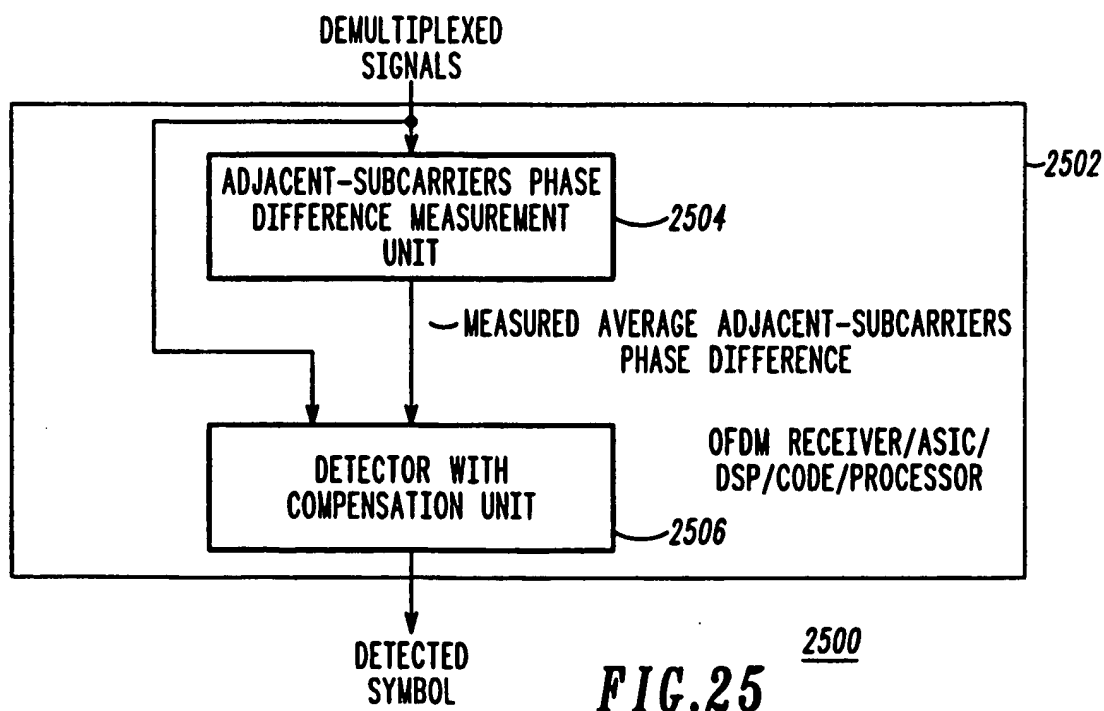 DEMULTIPLEXED
SIGNALS
2502
ADJACENT-SUBCARRIERS PHASE
DIFFERENCE MEASUREMENT
UNIT
2504
MEASURED AVERAGE ADJACENT-SUBCARRIERS
PHASE DIFFERENCE
DETECTOR WITH
COMPENSATION UNIT
2506
OFDM RECEIVER/ASIC/
DSP/CODE/PROCESSOR
DETECTED
SYMBOL
2500
FIG.25